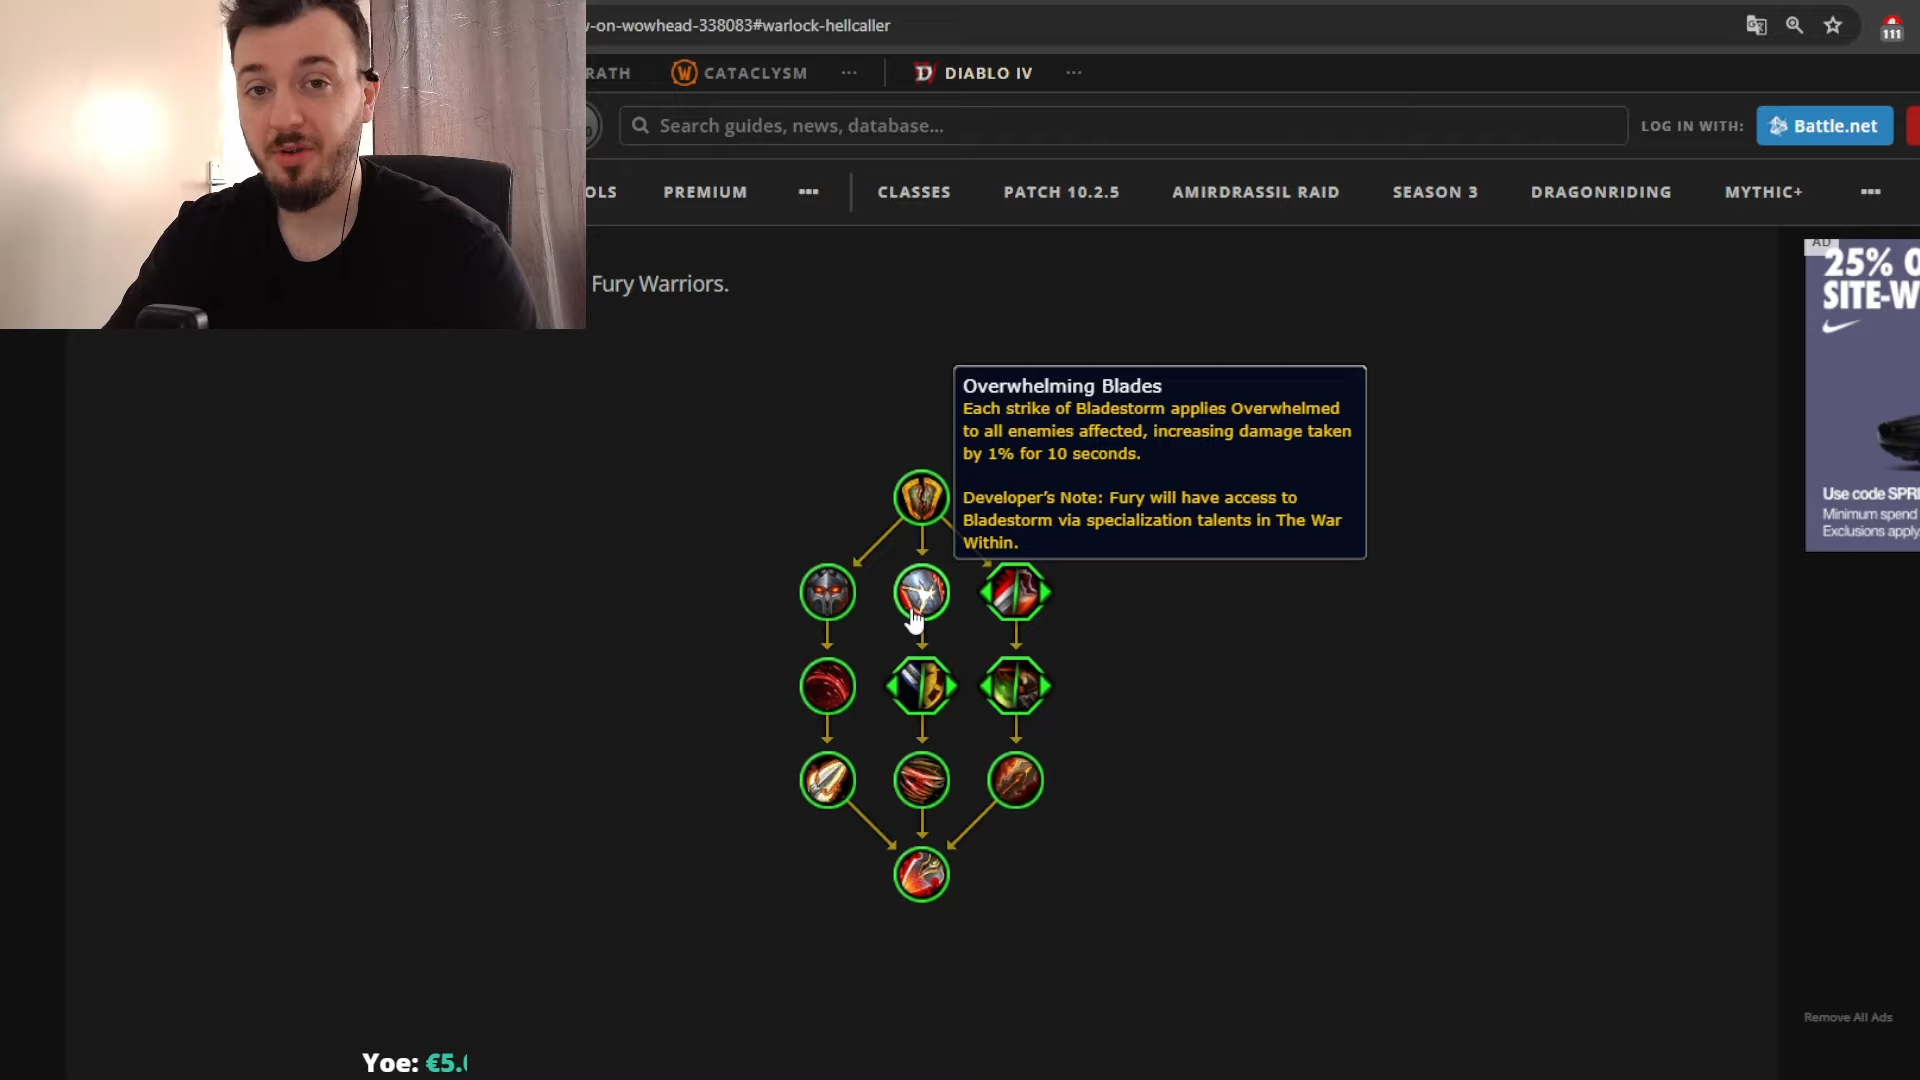 v-on-wowhead-338083#warlock-hellcaller
111
RATH
CATACLYSM
DIABLO IV
Search guides, news, database...
LOG IN WITH:
Battle.net
OLS
PREMIUM
CLASSES
PATCH 10.2.5
AMIRDRASSIL RAID
SEASON 3
DRAGONRIDING
MYTHIC+
Fury Warriors.
AD
25% O
SITE-W
Use code SPRI
Minimum spend
Exclusions apply.
Overwhelming Blades
Each strike of Bladestorm applies Overwhelmed
to all enemies affected, increasing damage taken
by 1% for 10 seconds.
Developer's Note: Fury will have access to
Bladestorm via specialization talents in The War
Within.
Remove All Ads
Yoe: €5.